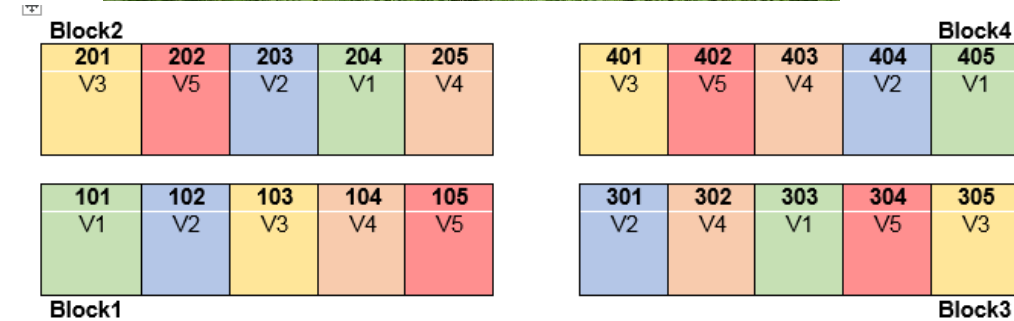 Block2 Block4
201 202 203 204 205 401 402 403 404 405
V3 V5 V2 V1 V4 V3 V5 V4 V2 V1
101 102 103 104 105 301 302 303 304 305
V1 V2 V3 V4 V5 V2 V4 V1 V5 V3
Block1 Block3